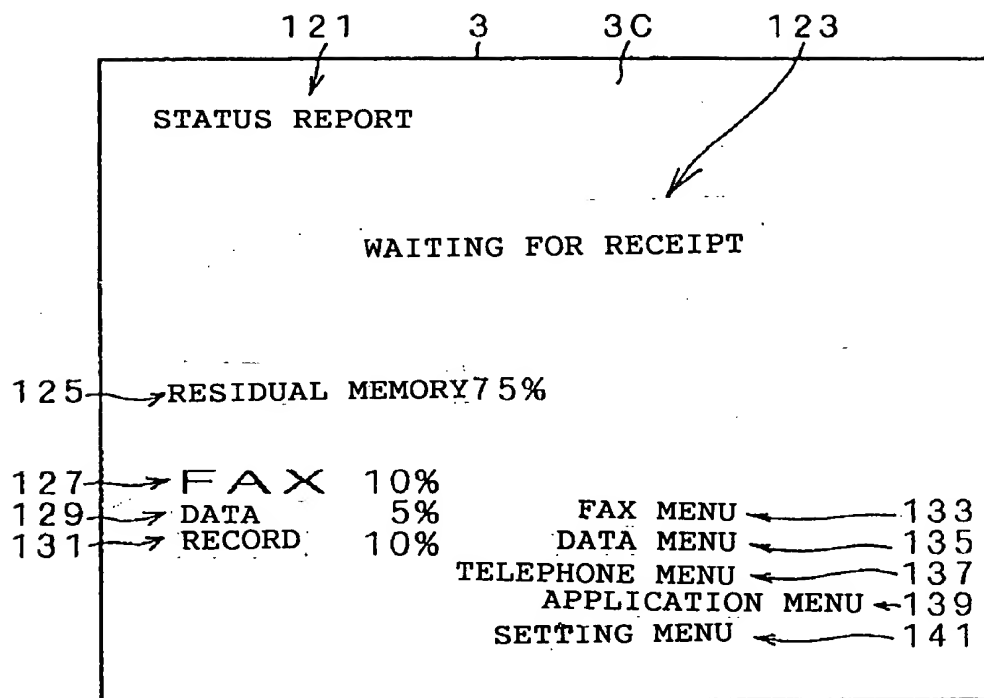 121 3 3C 123
STATUS REPORT
WAITING FOR RECEIPT
125 RESIDUAL MEMORY 75%
127 FAX 10%
129 DATA 5% FAX MENU 133
131 RECORD 10% DATA MENU 135
TELEPHONE MENU 137
APPLICATION MENU 139
SETTING MENU 141